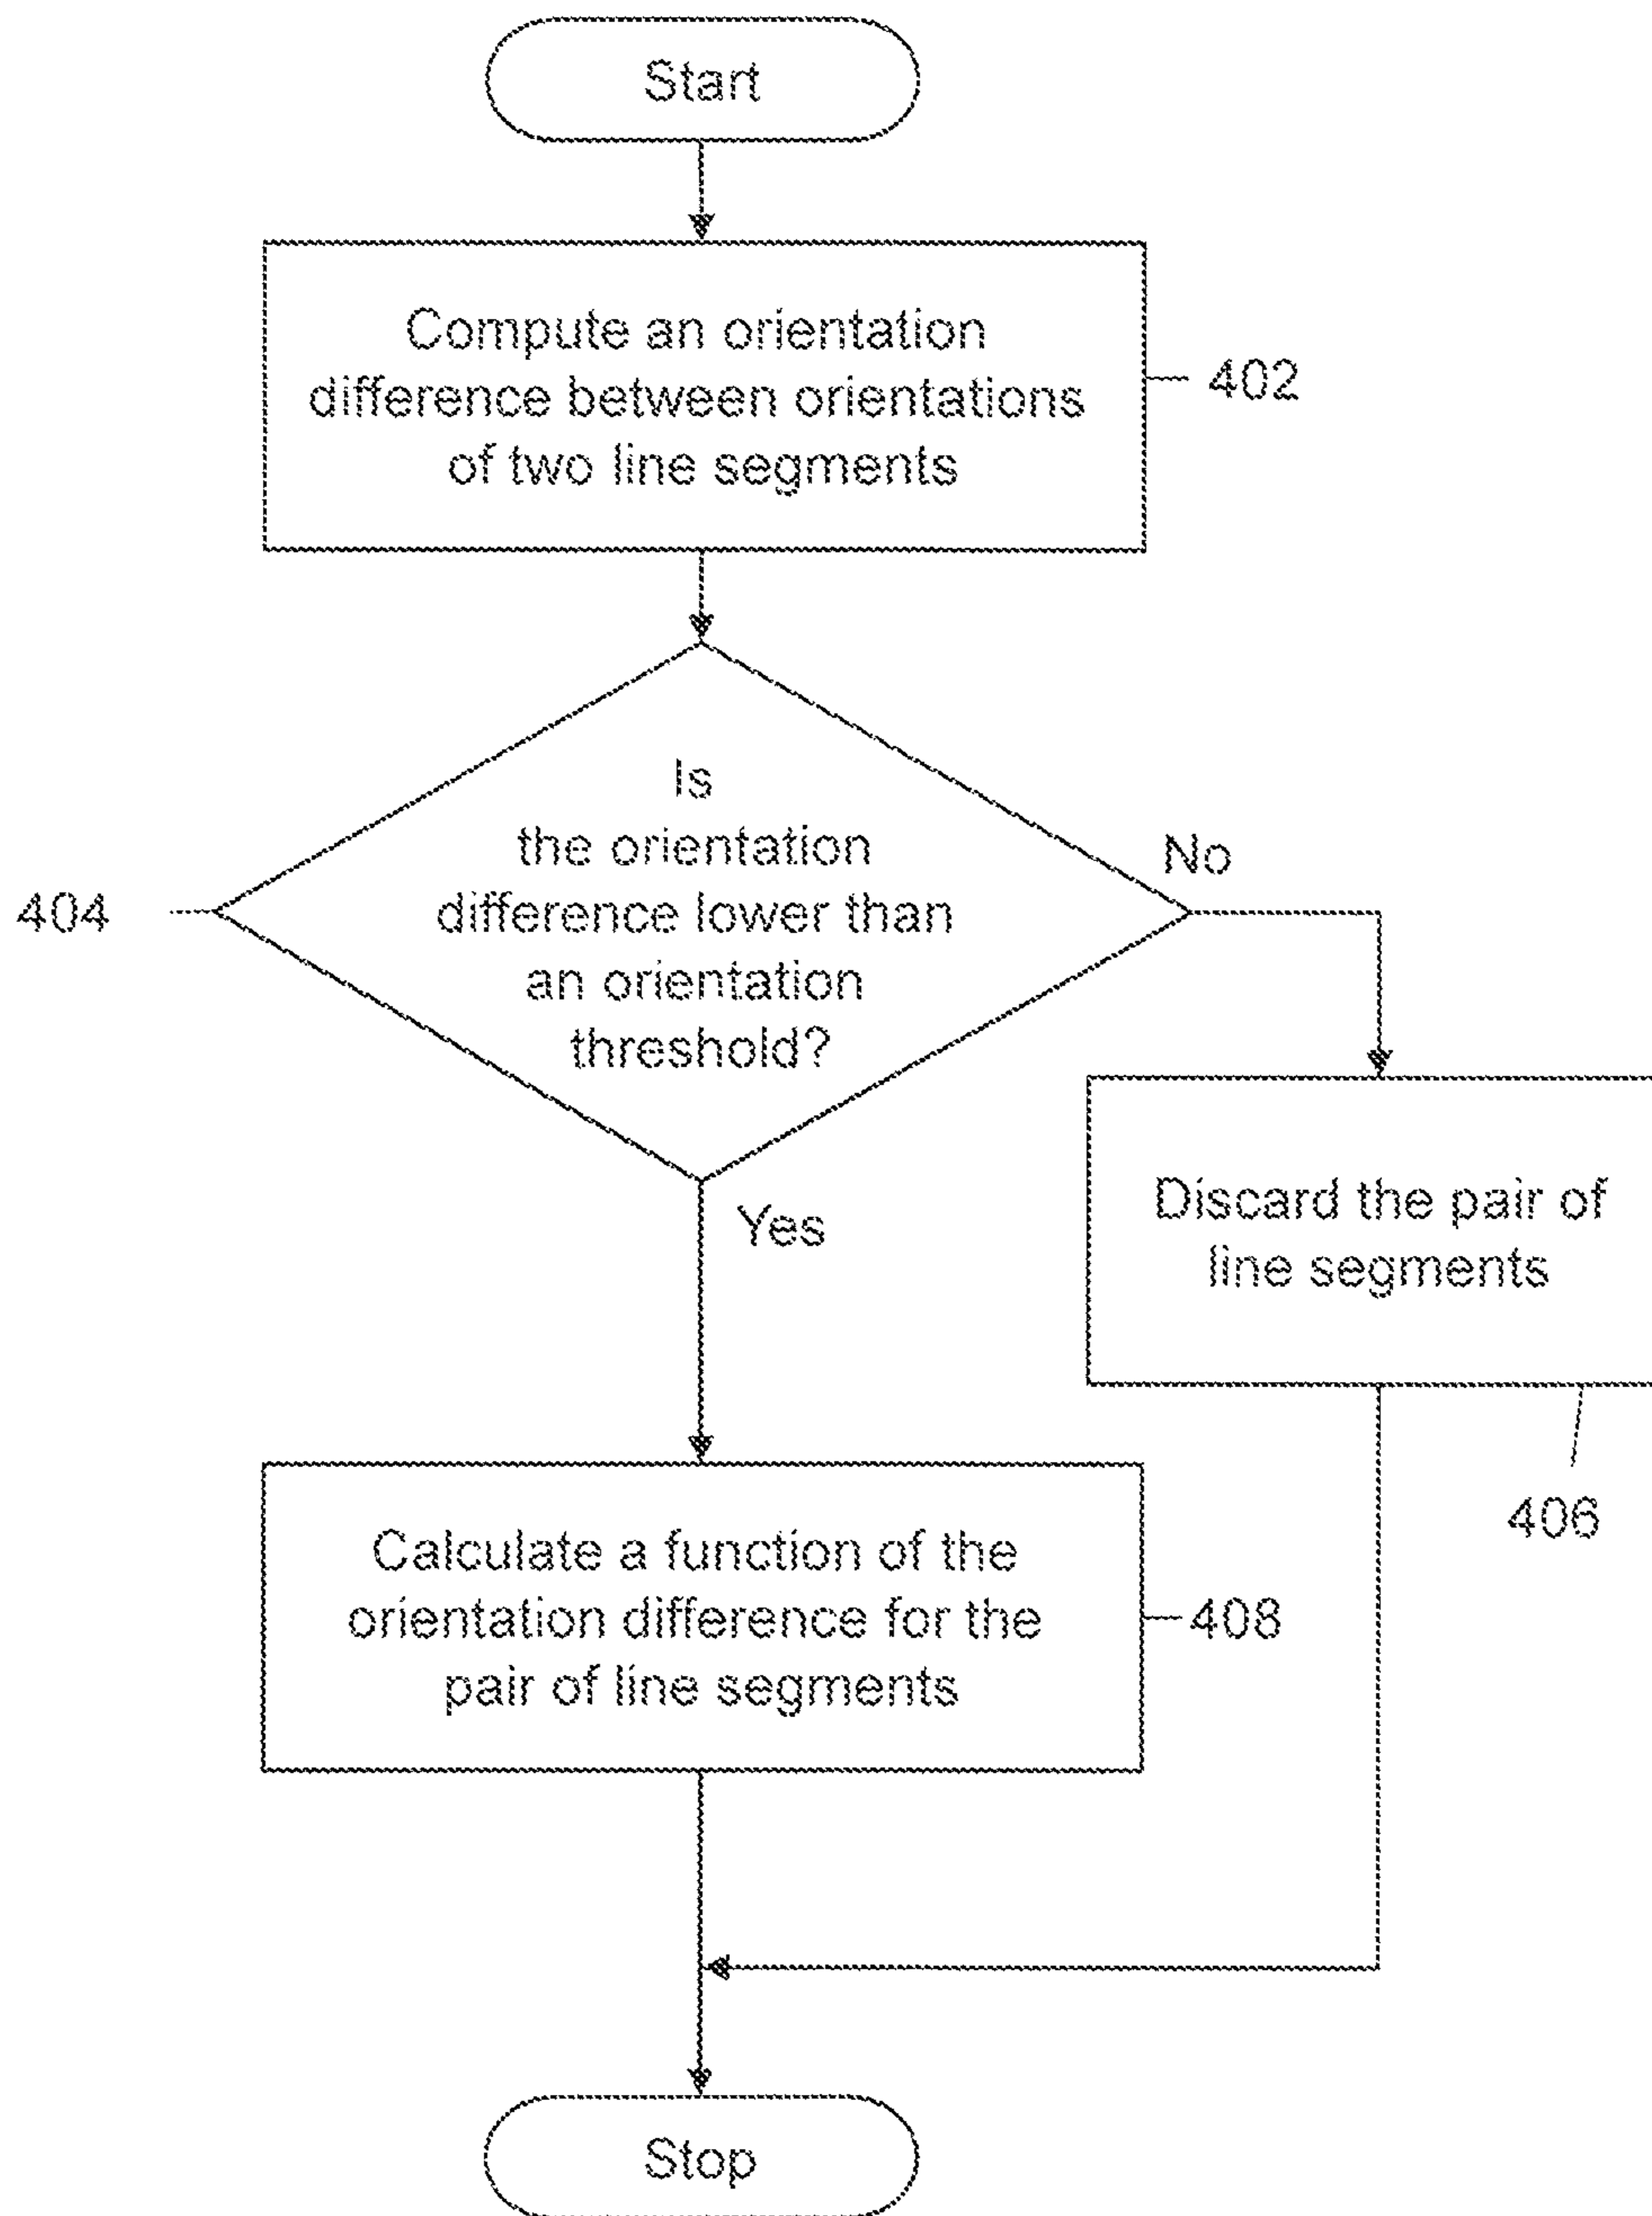 Start
Compute an orientation
difference between orientations
of two line segments
402
Is
the orientation
difference lower than
an orientation
threshold?
404
No
Yes
Discard the pair of
line segments
406
Calculate a function of the
orientation difference for the
pair of line segments
408
Stop